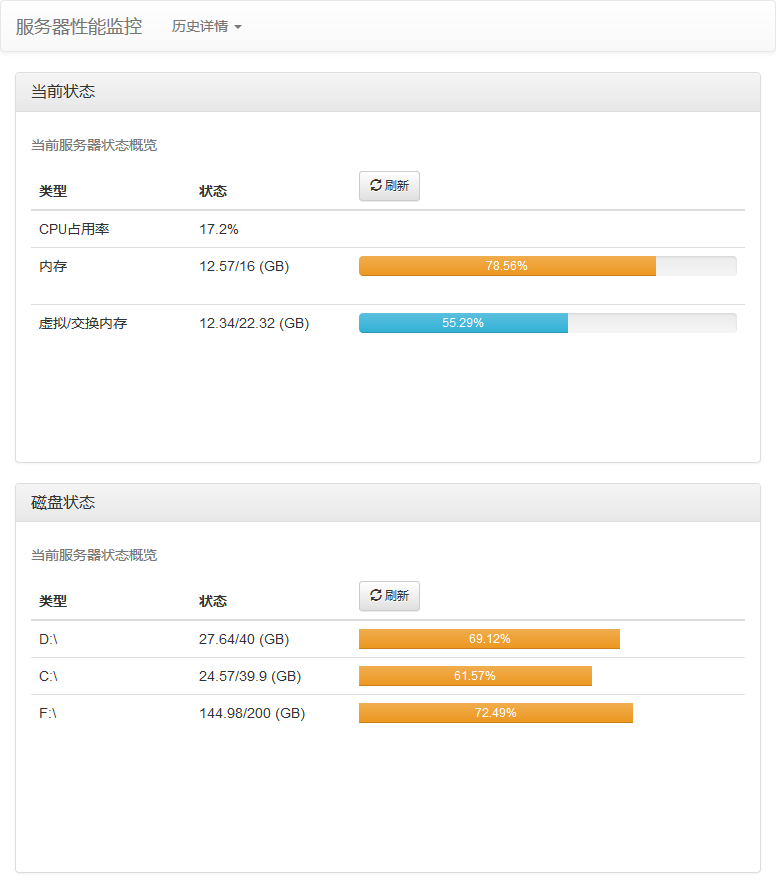 服务器性能监控 历史详情
当前状态
当前服务器状态概览
类型 状态 刷新
CPU占用率 17.2%
内存 12.57/16 (GB) 78.56%
虚拟/交换内存 12.34/22.32 (GB) 55.29%
磁盘状态
当前服务器状态概览
类型 状态 刷新
D:\ 27.64/40 (GB) 69.12%
C:\ 24.57/39.9 (GB) 61.57%
F:\ 144.98/200 (GB) 72.49%